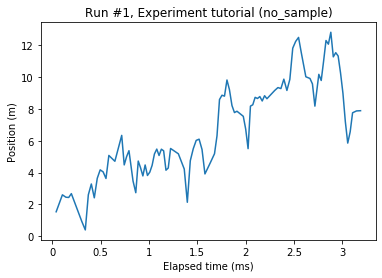 Run #1, Experiment tutorial (no_sample)
Position (m)
12
10
8
6
4
2
0
0 0.5 1 1.5 2 2.5 3
Elapsed time (ms)